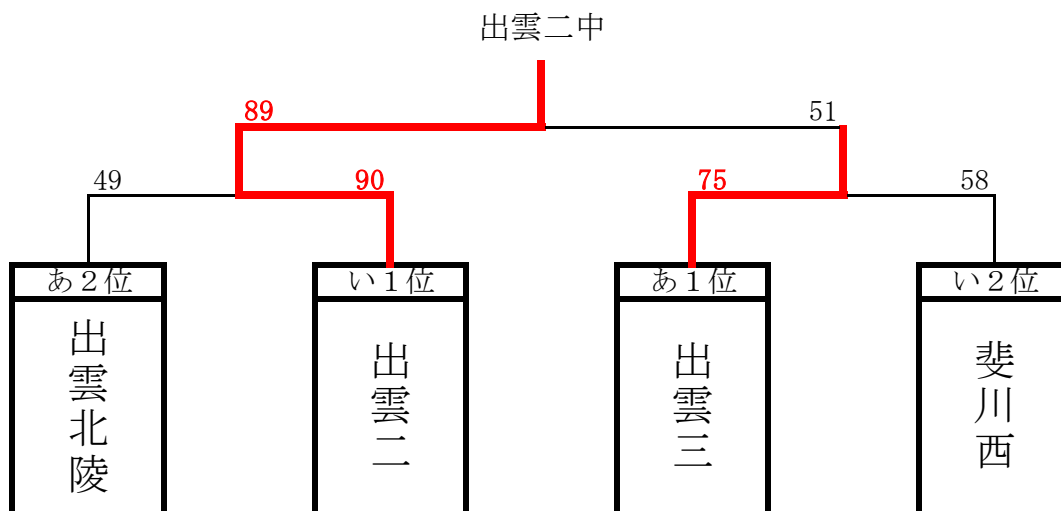 出雲二中
89
51
49
90
75
58
あ２位
い１位
あ１位
い２位
出雲北陵
出雲二
出雲三
斐川西